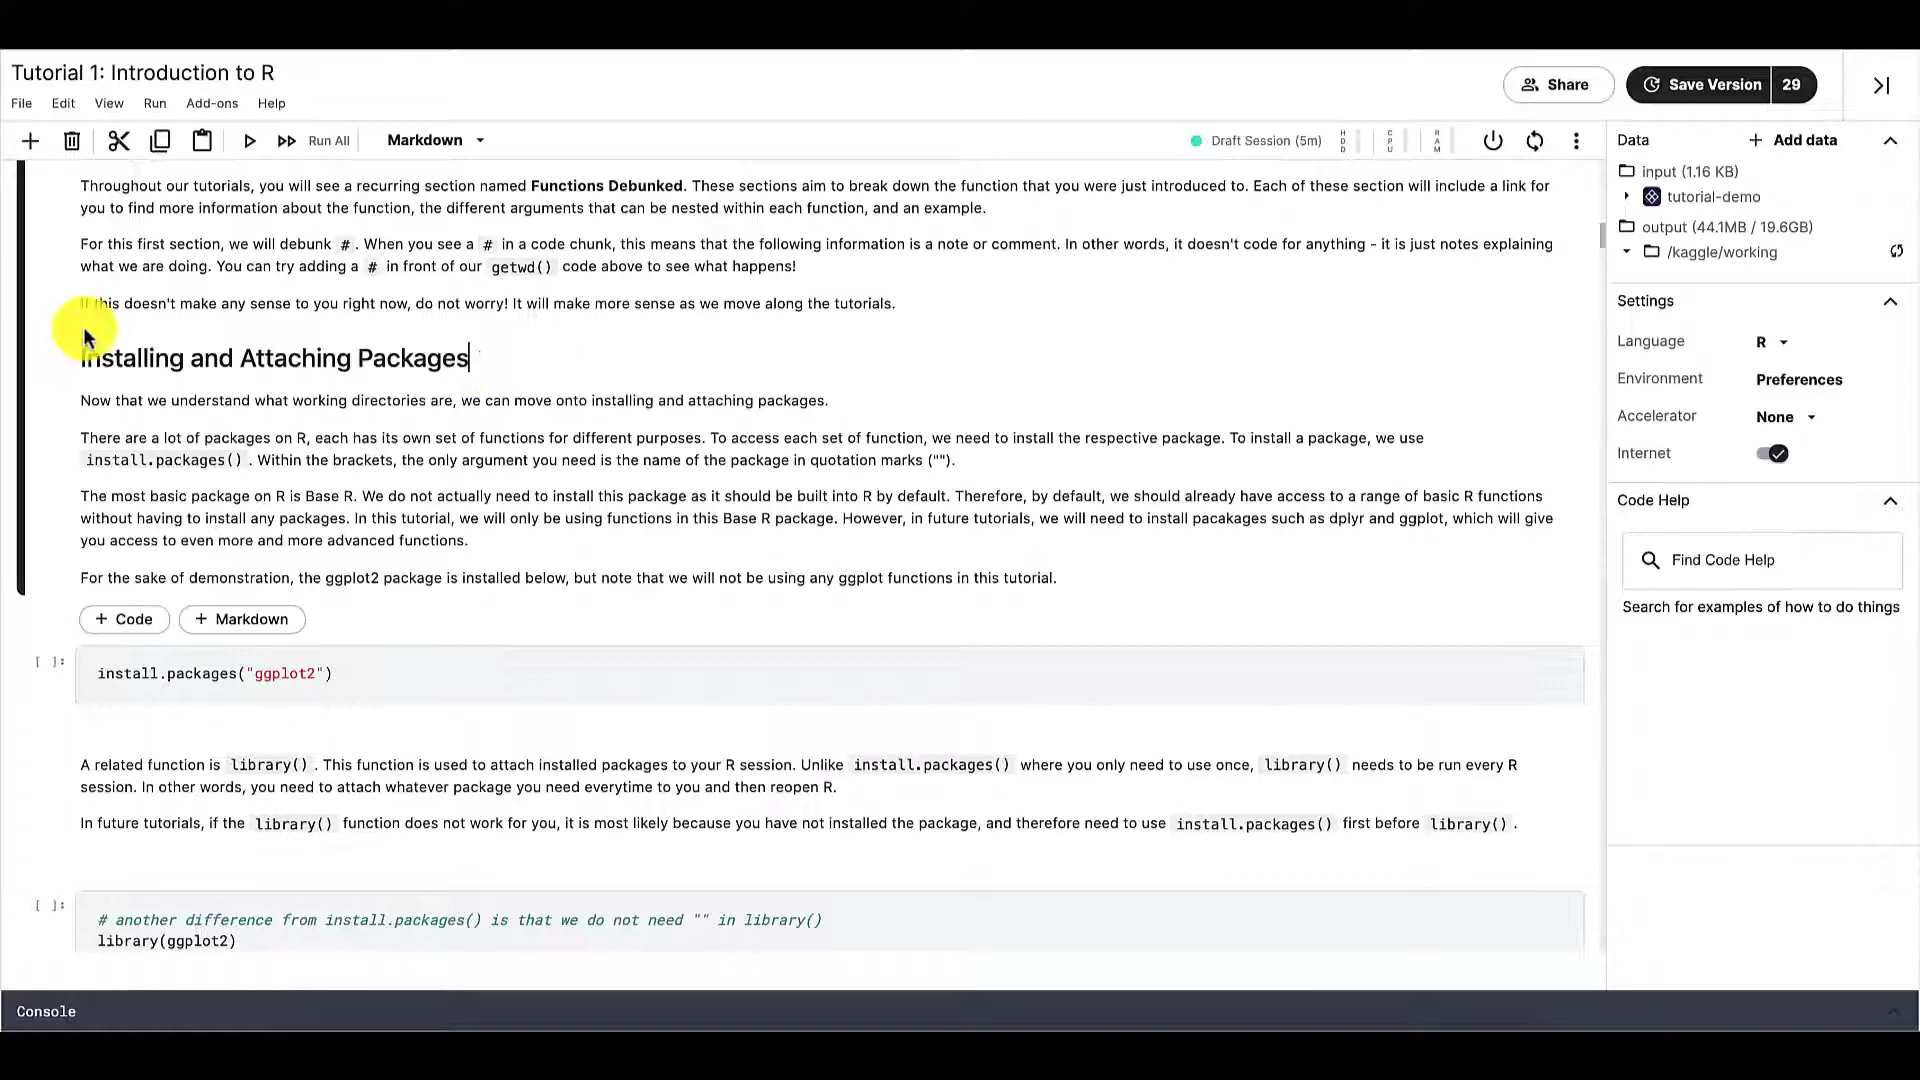 Tutorial 1: Introduction to R
File Edit View Run Add-ons Help
Share
Save Version 29
Run All
Markdown
Draft Session (5m)
HDD
CPU
RAM
Throughout our tutorials, you will see a recurring section named Functions Debunked. These sections aim to break down the function that you were just introduced to. Each of these section will include a link for
you to find more information about the function, the different arguments that can be nested within each function, and an example.
For this first section, we will debunk #. When you see a # in a code chunk, this means that the following information is a note or comment. In other words, it doesn't code for anything - it is just notes explaining
what we are doing. You can try adding a # in front of our getwd() code above to see what happens!
If this doesn't make any sense to you right now, do not worry! It will make more sense as we move along the tutorials.
Installing and Attaching Packages
Now that we understand what working directories are, we can move onto installing and attaching packages.
There are a lot of packages on R, each has its own set of functions for different purposes. To access each set of function, we need to install the respective package. To install a package, we use
install.packages() . Within the brackets, the only argument you need is the name of the package in quotation marks ("").
The most basic package on R is Base R. We do not actually need to install this package as it should be built into R by default. Therefore, by default, we should already have access to a range of basic R functions
without having to install any packages. In this tutorial, we will only be using functions in this Base R package. However, in future tutorials, we will need to install pacakages such as dplyr and ggplot, which will give
you access to even more and more advanced functions.
For the sake of demonstration, the ggplot2 package is installed below, but note that we will not be using any ggplot functions in this tutorial.
+ Code + Markdown
[ ]:
install.packages("ggplot2")
A related function is library() . This function is used to attach installed packages to your R session. Unlike install.packages() where you only need to use once, library() needs to be run every R
session. In other words, you need to attach whatever package you need everytime to you and then reopen R.
In future tutorials, if the library() function does not work for you, it is most likely because you have not installed the package, and therefore need to use install.packages() first before library() .
[ ]:
# another difference from install.packages() is that we do not need "" in library()
library(ggplot2)
Console
Data
+ Add data
input (1.16 KB)
tutorial-demo
output (44.1MB / 19.6GB)
/kaggle/working
Settings
Language R
Environment Preferences
Accelerator None
Internet
Code Help
Find Code Help
Search for examples of how to do things